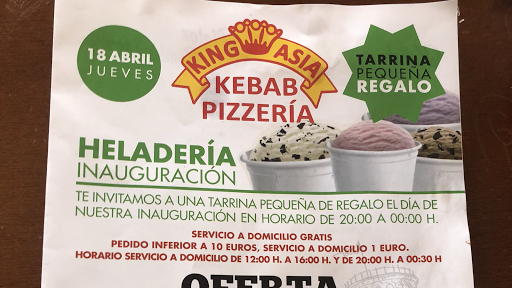 18 ABRIL
JUEVES
KING ASIA
KEBAB
PIZZERÍA
TARRINA
PEQUEÑA
REGALO
HELADERÍA
INAUGURACIÓN
TE INVITAMOS A UNA TARRINA PEQUEÑA DE REGALO EL DÍA DE
NUESTRA INAUGURACIÓN EN HORARIO DE 20:00 A 00:00 H.
SERVICIO A DOMICILIO GRATIS
PEDIDO INFERIOR A 10 EUROS, SERVICIO A DOMICILIO 1 EURO.
HORARIO SERVICIO A DOMICILIO DE 12:00 H. A 16:00 H. Y DE 20:00 A 00:30 H
OFERTA